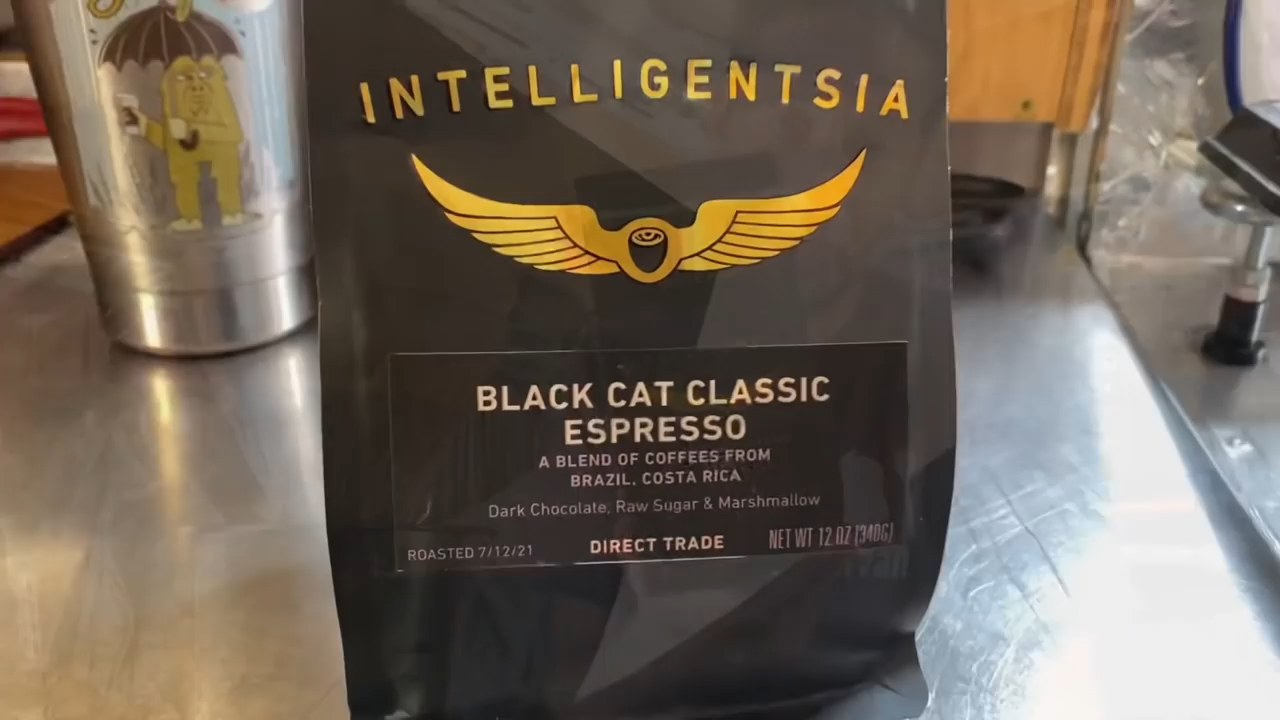 INTELLIGENTSIA
BLACK CAT CLASSIC
ESPRESSO
A BLEND OF COFFEES FROM
BRAZIL, COSTA RICA
Dark Chocolate, Raw Sugar & Marshmallow
ROASTED 7/12/21 DIRECT TRADE NET WT 12 OZ (340G)